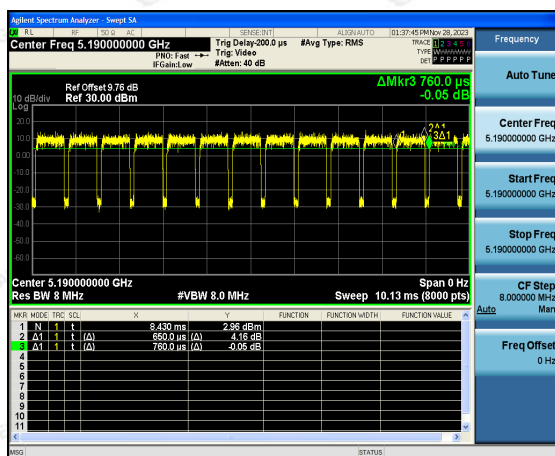 Agilent Spectrum Analyzer - Swept SA
RL RF 50 Ω AC SENSE:INT ALIGNAUTO 01:37:45 PM Nov 28, 2023
Center Freq 5.190000000 GHz
PNO: Fast
IFGain:Low
Trig Delay-200.0 µs
Trig: Video
#Atten: 40 dB
#Avg Type: RMS
TRACE 1 2 3 4 5 6
TYPE
DET P P P P P P
Ref Offset 9.76 dB
10 dB/div Ref 30.00 dBm
Log
ΔMkr3 760.0 µs
-0.05 dB
20.0
10.0
0.00
-10.0
-20.0
-30.0
-40.0
-50.0
-60.0
2Δ1
3Δ1
Center 5.190000000 GHz Span 0 Hz
Res BW 8 MHz #VBW 8.0 MHz Sweep 10.13 ms (8000 pts)
MKR MODE TRC SCL X Y FUNCTION FUNCTION WIDTH FUNCTION VALUE
1 N 1 t 8.430 ms 2.96 dBm
2 Δ1 1 t (Δ) 650.0 µs (Δ) 4.16 dB
3 Δ1 1 t (Δ) 760.0 µs (Δ) -0.05 dB
4
5
6
7
8
9
10
11
MSG STATUS
Frequency
Auto Tune
Center Freq
5.190000000 GHz
Start Freq
5.190000000 GHz
Stop Freq
5.190000000 GHz
CF Step
8.000000 MHz
Auto Man
Freq Offset
0 Hz